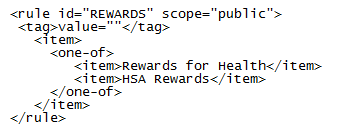 <rule id="REWARDS" scope="public">
<tag>value=""</tag>
<item>
<one-of>
<item>Rewards for Health</item>
<item>HSA Rewards</item>
</one-of>
</item>
</rule>